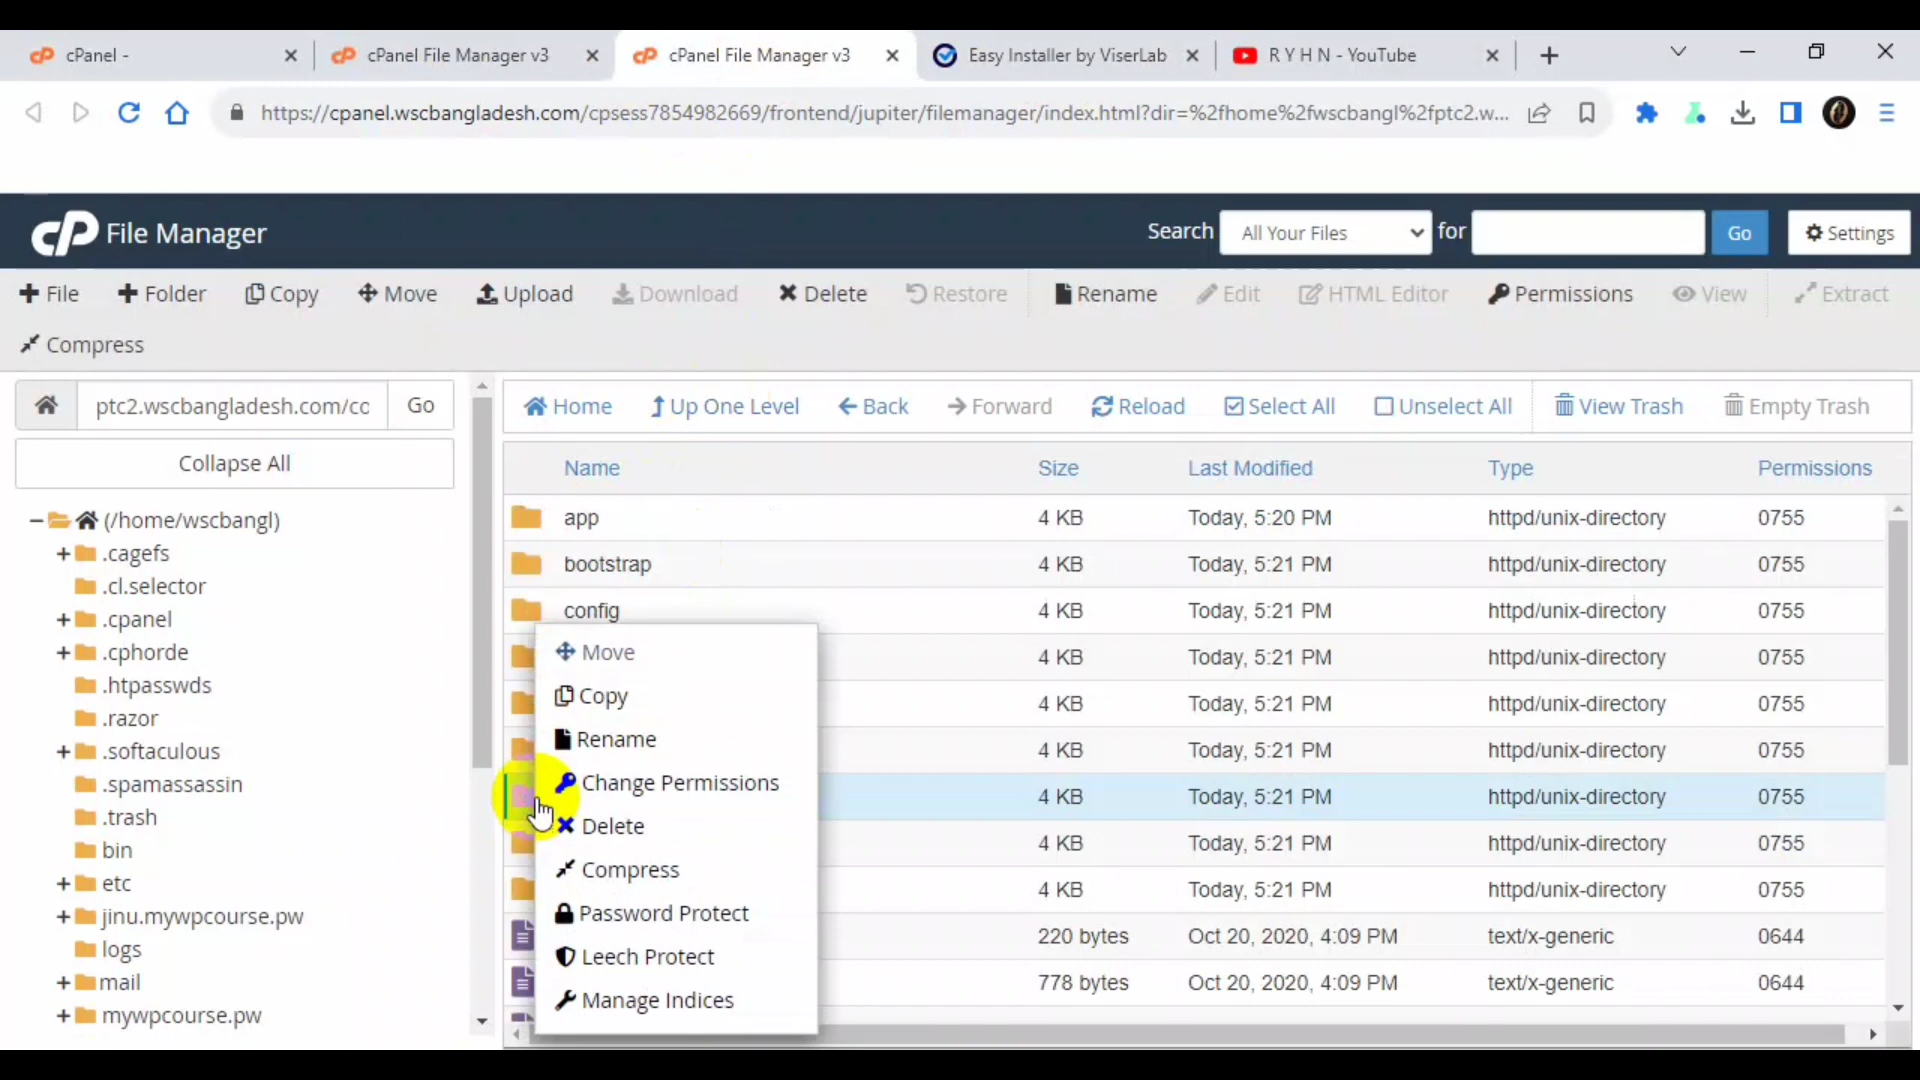 cPanel -
cPanel File Manager v3
cPanel File Manager v3
Easy Installer by ViserLab
R Y H N - YouTube
https://cpanel.wscbangladesh.com/cpsess7854982669/frontend/jupiter/filemanager/index.html?dir=%2fhome%2fwscbangl%2fptc2.w...
cP File Manager
Search All Your Files for Go Settings
File Folder Copy Move Upload Download Delete Restore Rename Edit HTML Editor Permissions View Extract
Compress
ptc2.wscbangladesh.com/co Go
Home Up One Level Back Forward Reload Select All Unselect All View Trash Empty Trash
Collapse All
(/home/wscbangl)
.cagefs
.cl.selector
.cpanel
.cphorde
.htpasswds
.razor
.softaculous
.spamassassin
.trash
bin
etc
jinu.mywpcourse.pw
logs
mail
mywpcourse.pw
Name Size Last Modified Type Permissions
app 4 KB Today, 5:20 PM httpd/unix-directory 0755
bootstrap 4 KB Today, 5:21 PM httpd/unix-directory 0755
config 4 KB Today, 5:21 PM httpd/unix-directory 0755
4 KB Today, 5:21 PM httpd/unix-directory 0755
4 KB Today, 5:21 PM httpd/unix-directory 0755
4 KB Today, 5:21 PM httpd/unix-directory 0755
4 KB Today, 5:21 PM httpd/unix-directory 0755
4 KB Today, 5:21 PM httpd/unix-directory 0755
4 KB Today, 5:21 PM httpd/unix-directory 0755
220 bytes Oct 20, 2020, 4:09 PM text/x-generic 0644
778 bytes Oct 20, 2020, 4:09 PM text/x-generic 0644
Move
Copy
Rename
Change Permissions
Delete
Compress
Password Protect
Leech Protect
Manage Indices